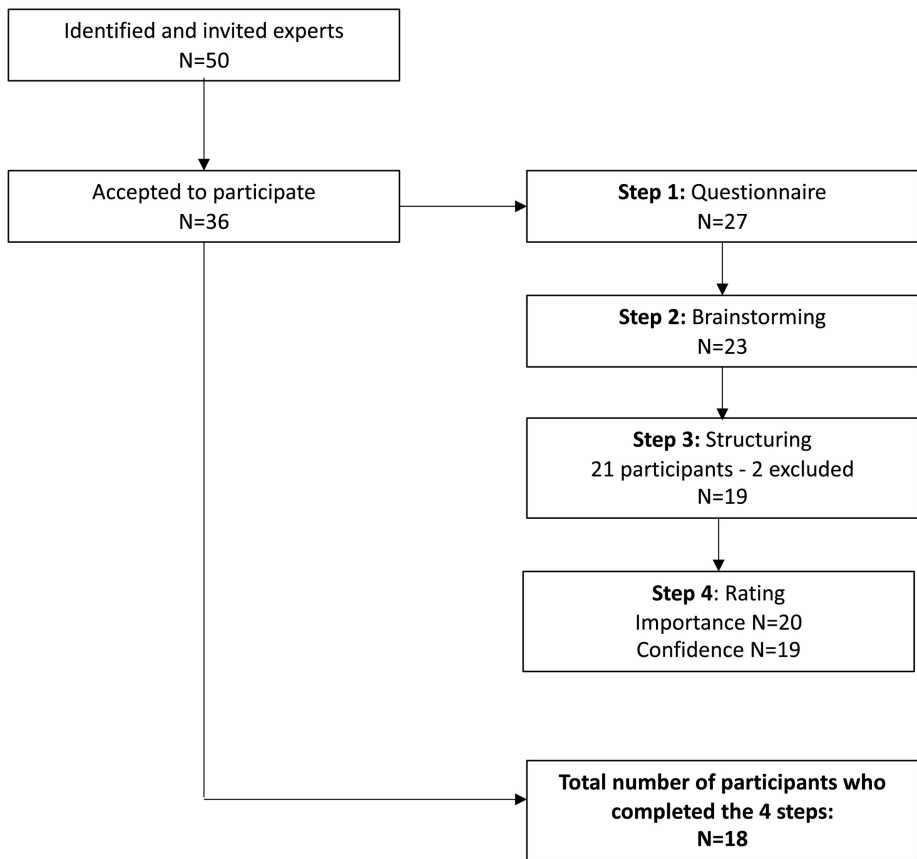 Identified and invited experts
N=50
Accepted to participate
N=36
Step 1: Questionnaire
N=27
Step 2: Brainstorming
N=23
Step 3: Structuring
21 participants - 2 excluded
N=19
Step 4: Rating
Importance N=20
Confidence N=19
Total number of participants who
completed the 4 steps:
N=18